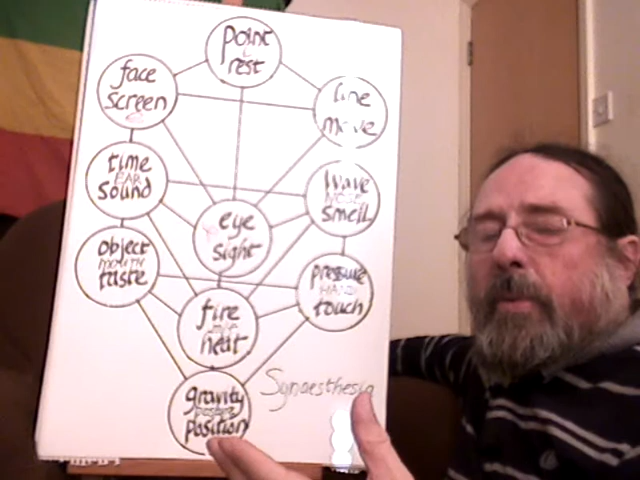 point
rest
face
screen
line
move
time
EAR
sound
wave
NOSE
smell
eye
sight
object
MOUTH
taste
pressure
HAND
touch
fire
heat
gravity
position
Synaesthesia